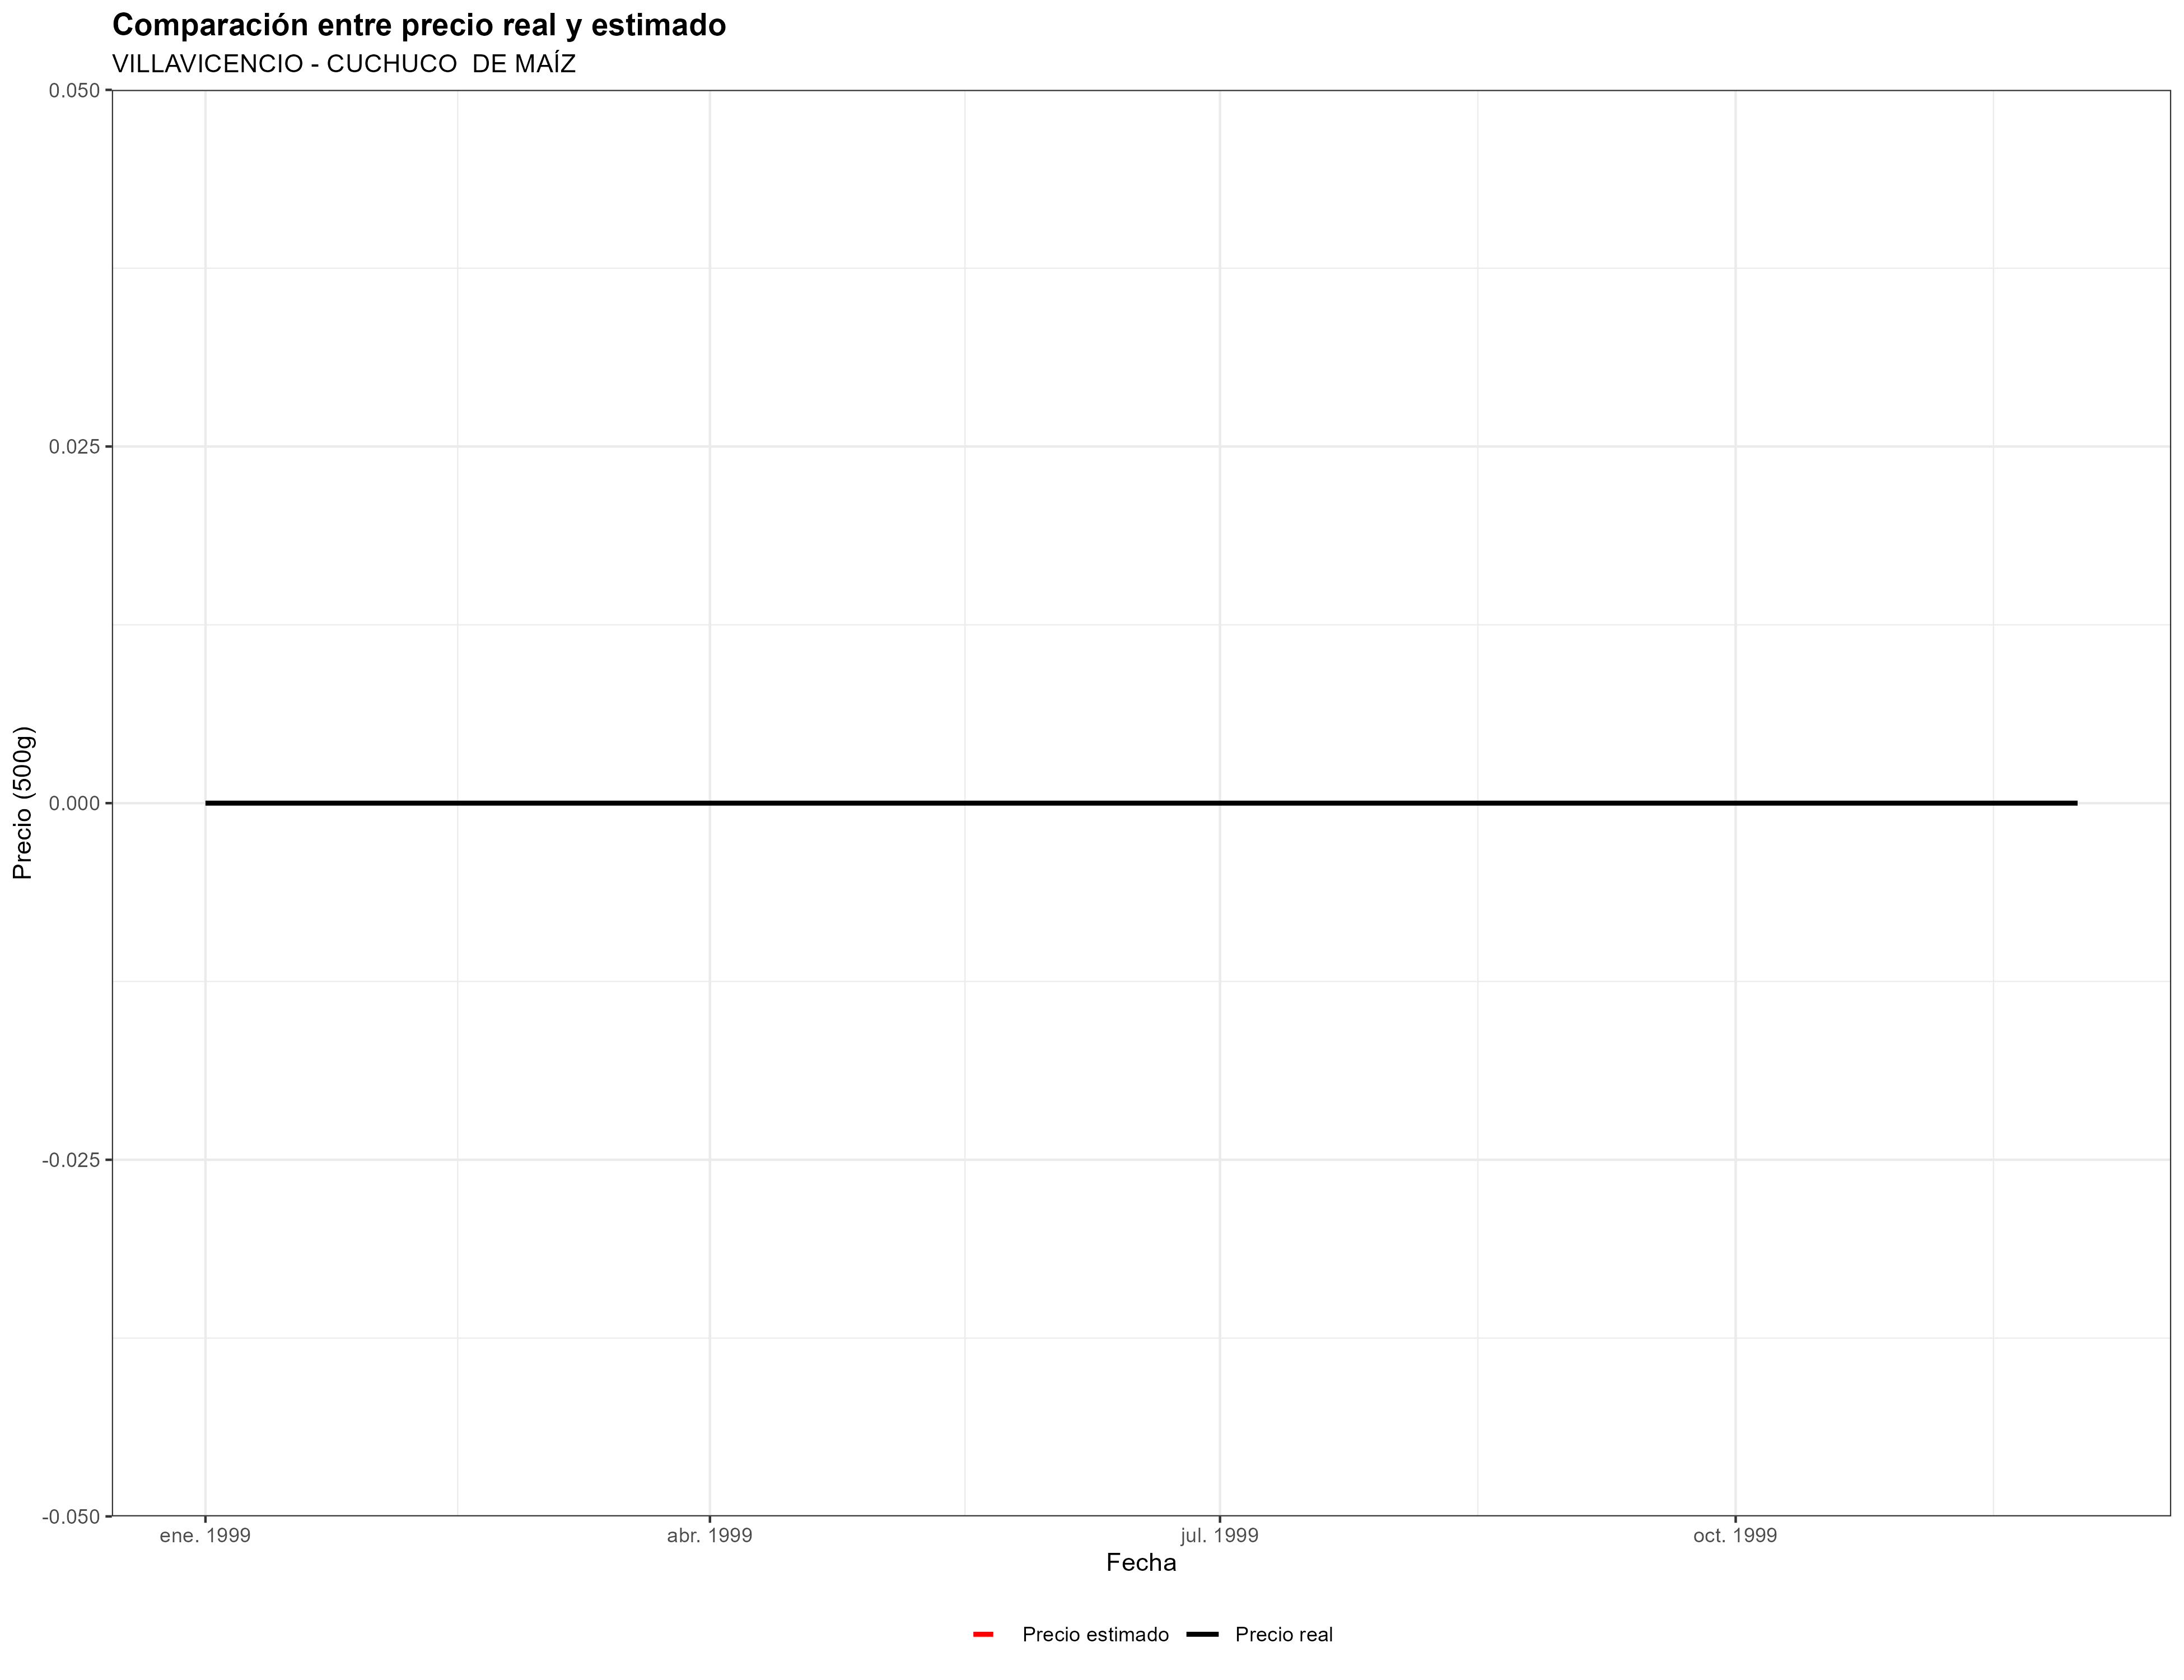 Comparación entre precio real y estimado
VILLAVICENCIO - CUCHUCO  DE MAÍZ
0.050
0.025
0.000
-0.025
-0.050
Precio (500g)
ene. 1999
abr. 1999
jul. 1999
oct. 1999
Fecha
Precio estimado
Precio real